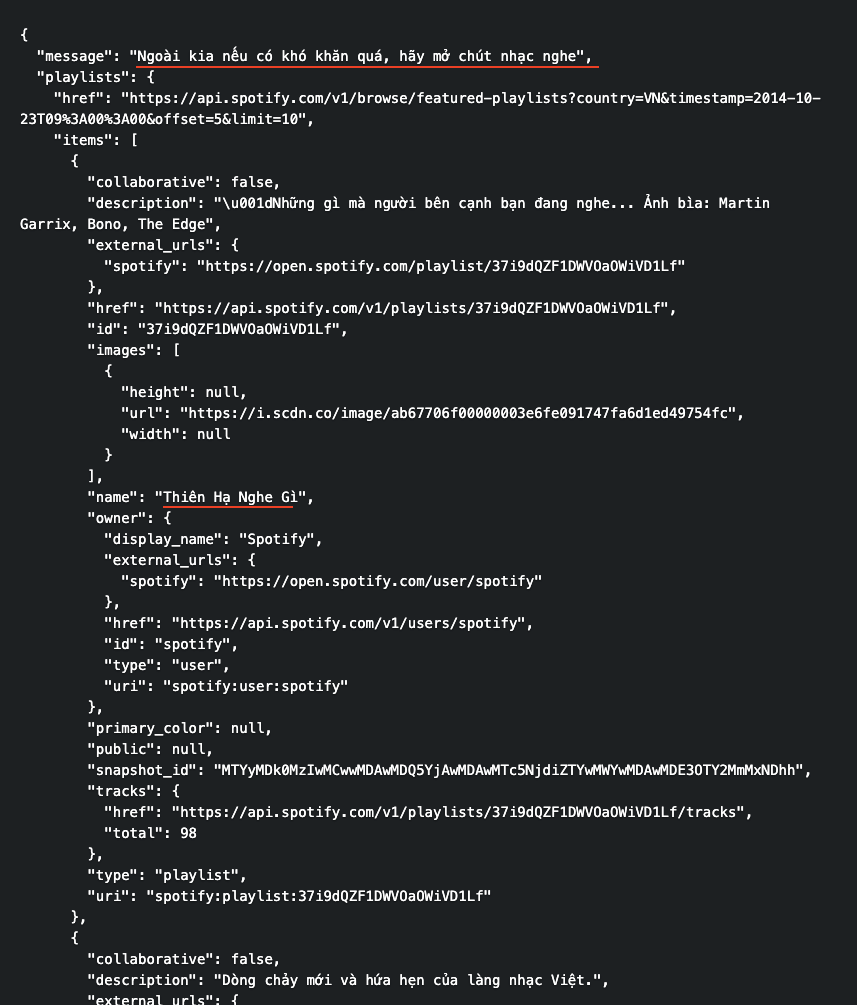 {
"message": "Ngoài kia nếu có khó khăn quá, hãy mở chút nhạc nghe",
"playlists": {
"href": "https://api.spotify.com/v1/browse/featured-playlists?country=VN&timestamp=2014-10-
23T09%3A00%3A00&offset=5&limit=10",
"items": [
{
"collaborative": false,
"description": "\u001dNhững gì mà người bên cạnh bạn đang nghe... Ảnh bìa: Martin
Garrix, Bono, The Edge",
"external_urls": {
"spotify": "https://open.spotify.com/playlist/37i9dQZF1DWVOaOWiVD1Lf"
},
"href": "https://api.spotify.com/v1/playlists/37i9dQZF1DWVOaOWiVD1Lf",
"id": "37i9dQZF1DWVOaOWiVD1Lf",
"images": [
{
"height": null,
"url": "https://i.scdn.co/image/ab67706f00000003e6fe091747fa6d1ed49754fc",
"width": null
}
],
"name": "Thiên Hạ Nghe Gì",
"owner": {
"display_name": "Spotify",
"external_urls": {
"spotify": "https://open.spotify.com/user/spotify"
},
"href": "https://api.spotify.com/v1/users/spotify",
"id": "spotify",
"type": "user",
"uri": "spotify:user:spotify"
},
"primary_color": null,
"public": null,
"snapshot_id": "MTYyMDk0MzIwMCwwMDAwMDQ5YjAwMDAwMTc5NjdiZTYwMWYwMDAwMDE3OTY2MmMxNDhh",
"tracks": {
"href": "https://api.spotify.com/v1/playlists/37i9dQZF1DWVOaOWiVD1Lf/tracks",
"total": 98
},
"type": "playlist",
"uri": "spotify:playlist:37i9dQZF1DWVOaOWiVD1Lf"
},
{
"collaborative": false,
"description": "Dòng chảy mới và hứa hẹn của làng nhạc Việt.",
"external_urls": {